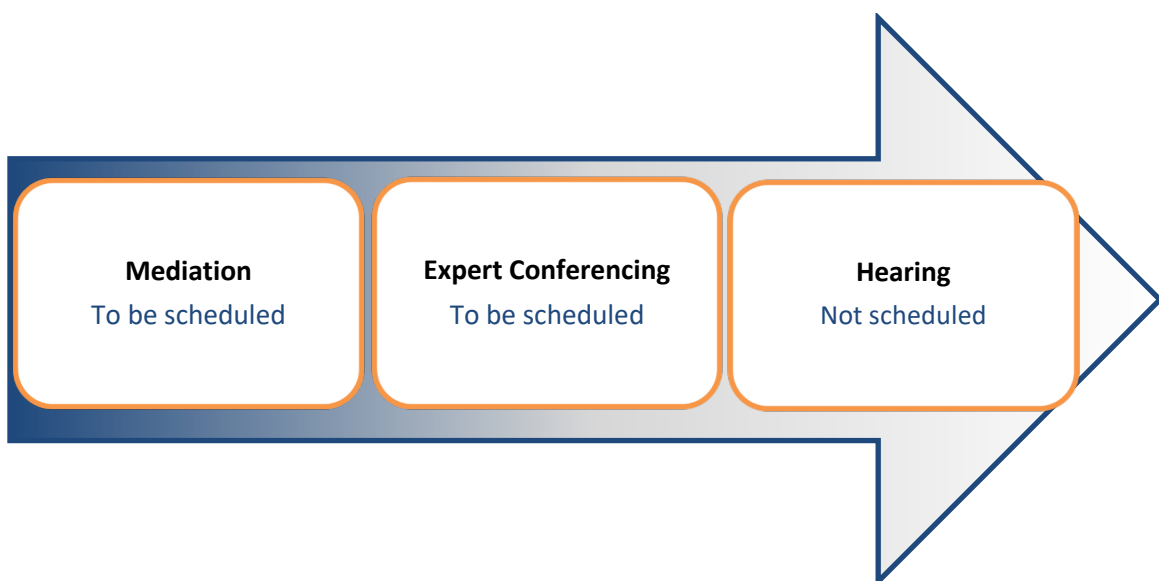 Mediation
To be scheduled
Expert Conferencing
To be scheduled
Hearing
Not scheduled